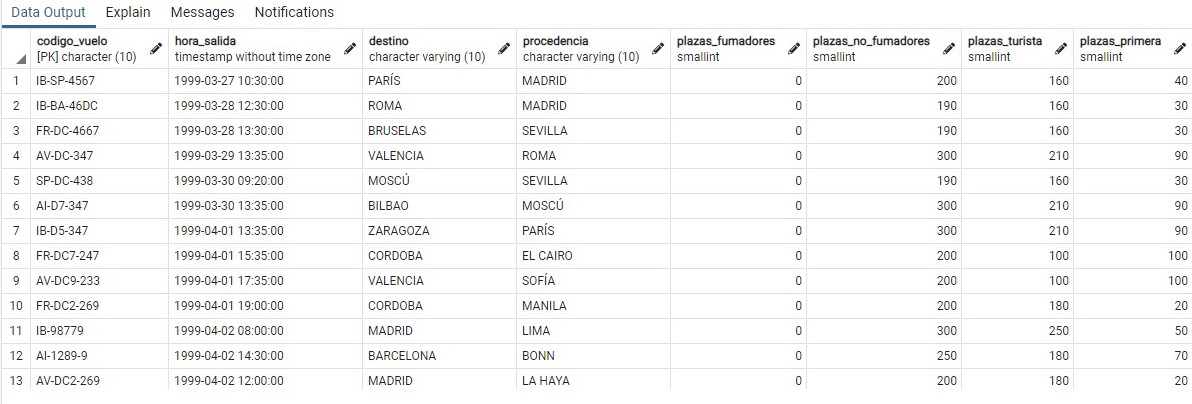 Data Output Explain Messages Notifications
codigo_vuelo hora_salida destino procedencia plazas_fumadores plazas_no_fumadores plazas_turista plazas_primera
[PK] character (10) timestamp without time zone character varying (10) character varying (10) smallint smallint smallint smallint
1 IB-SP-4567 1999-03-27 10:30:00 PARÍS MADRID 0 200 160 40
2 IB-BA-46DC 1999-03-28 12:30:00 ROMA MADRID 0 190 160 30
3 FR-DC-4667 1999-03-28 13:30:00 BRUSELAS SEVILLA 0 190 160 30
4 AV-DC-347 1999-03-29 13:35:00 VALENCIA ROMA 0 300 210 90
5 SP-DC-438 1999-03-30 09:20:00 MOSCÚ SEVILLA 0 190 160 30
6 AI-D7-347 1999-03-30 13:35:00 BILBAO MOSCÚ 0 300 210 90
7 IB-D5-347 1999-04-01 13:35:00 ZARAGOZA PARÍS 0 300 210 90
8 FR-DC7-247 1999-04-01 15:35:00 CORDOBA EL CAIRO 0 200 100 100
9 AV-DC9-233 1999-04-01 17:35:00 VALENCIA SOFÍA 0 200 100 100
10 FR-DC2-269 1999-04-01 19:00:00 CORDOBA MANILA 0 200 180 20
11 IB-98779 1999-04-02 08:00:00 MADRID LIMA 0 300 250 50
12 AI-1289-9 1999-04-02 14:30:00 BARCELONA BONN 0 250 180 70
13 AV-DC2-269 1999-04-02 12:00:00 MADRID LA HAYA 0 200 180 20